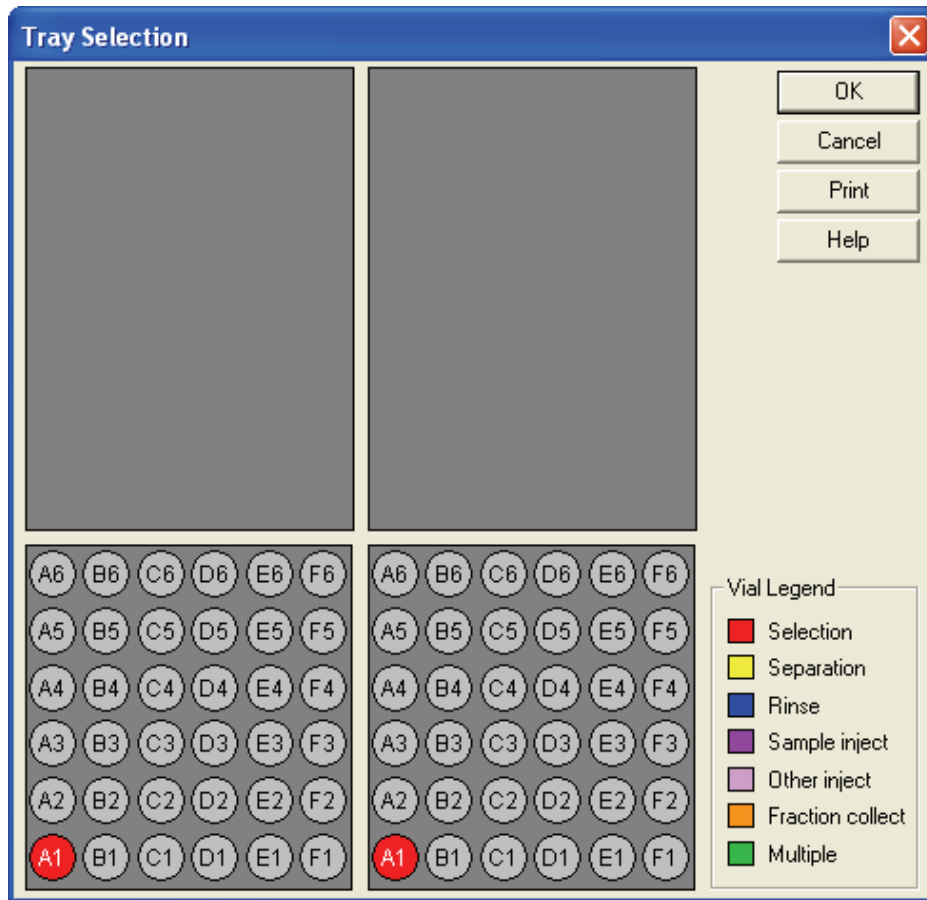 Tray Selection
OK
Cancel
Print
Help
A6 B6 C6 D6 E6 F6
A5 B5 C5 D5 E5 F5
A4 B4 C4 D4 E4 F4
A3 B3 C3 D3 E3 F3
A2 B2 C2 D2 E2 F2
A1 B1 C1 D1 E1 F1
A6 B6 C6 D6 E6 F6
A5 B5 C5 D5 E5 F5
A4 B4 C4 D4 E4 F4
A3 B3 C3 D3 E3 F3
A2 B2 C2 D2 E2 F2
A1 B1 C1 D1 E1 F1
Vial Legend
Selection
Separation
Rinse
Sample inject
Other inject
Fraction collect
Multiple